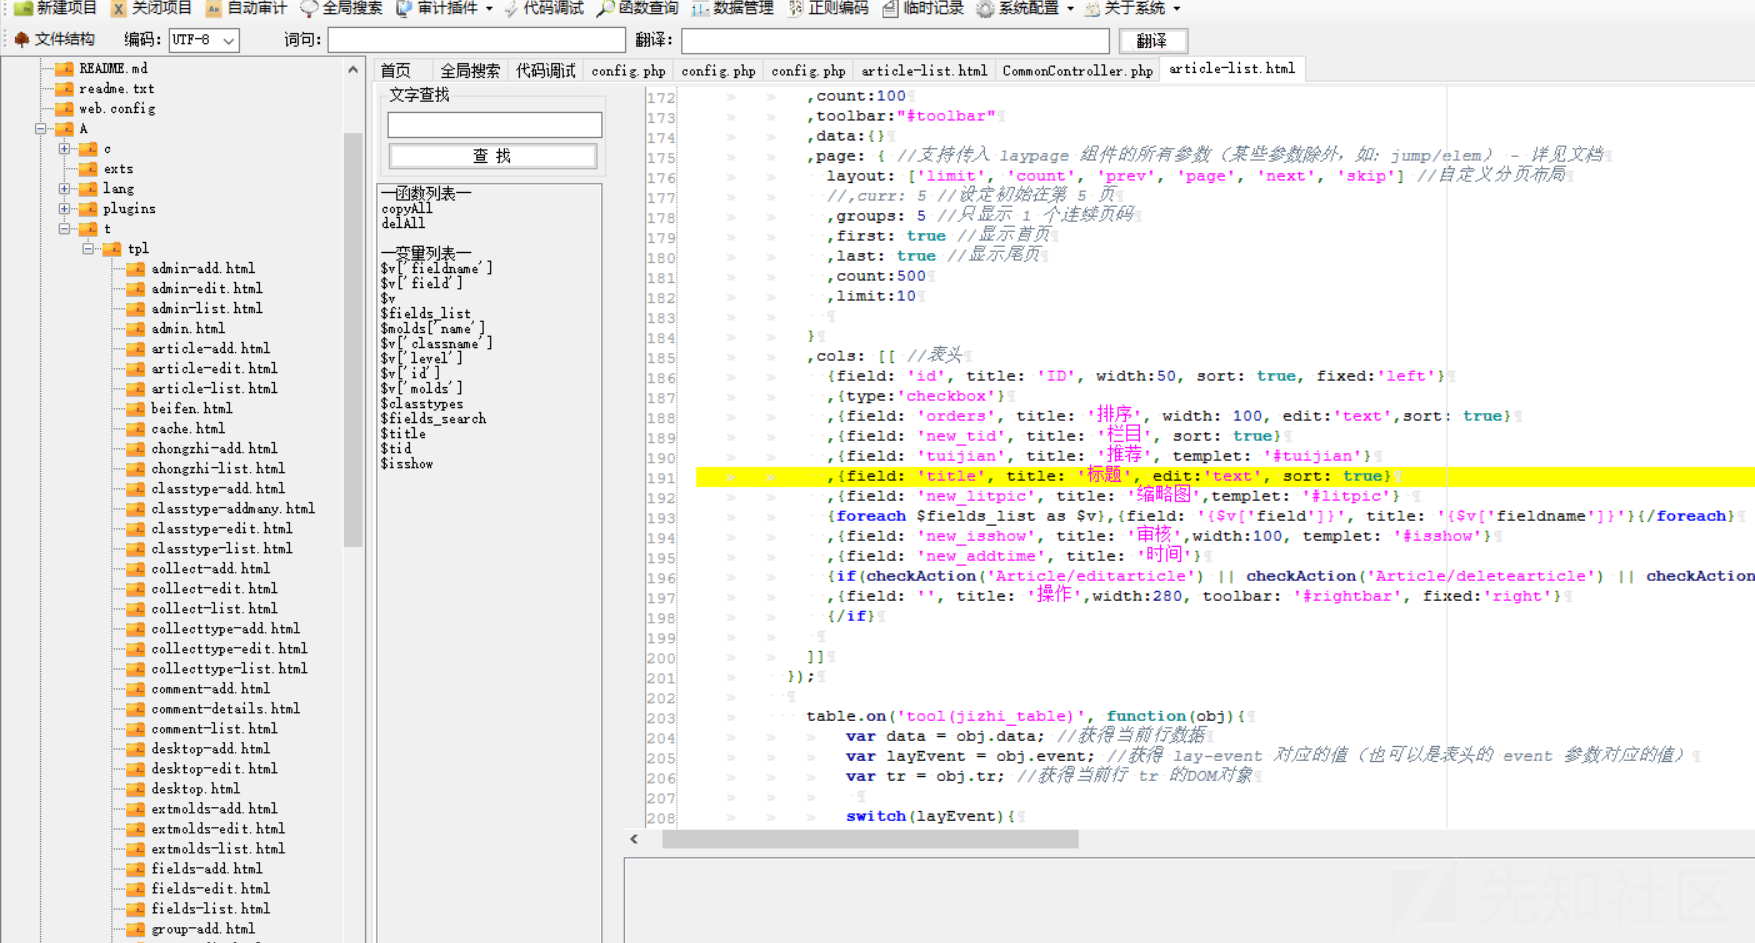 新建项目 关闭项目 自动审计 全局搜索 审计插件 代码调试 函数查询 数据管理 正则编码 临时记录 系统配置 关于系统
文件结构 编码: UTF-8 词句: 翻译: 翻译
README.md
readme.txt
web.config
A
c
exts
lang
plugins
t
tpl
admin-add.html
admin-edit.html
admin-list.html
admin.html
article-add.html
article-edit.html
article-list.html
beifen.html
cache.html
chongzhi-add.html
chongzhi-list.html
classtype-add.html
classtype-addmany.html
classtype-edit.html
classtype-list.html
collect-add.html
collect-edit.html
collect-list.html
collecttype-add.html
collecttype-edit.html
collecttype-list.html
comment-add.html
comment-details.html
comment-list.html
desktop-add.html
desktop-edit.html
desktop.html
extmolds-add.html
extmolds-edit.html
extmolds-list.html
fields-add.html
fields-edit.html
fields-list.html
group-add.html
首页 全局搜索 代码调试 config.php config.php config.php article-list.html CommonController.php article-list.html
文字查找
查 找
—函数列表—
copyAll
delAll
—变量列表—
$v['fieldname']
$v['field']
$v
$fields_list
$molds['name']
$v['classname']
$v['level']
$v['id']
$v['molds']
$classtypes
$fields_search
$title
$tid
$isshow
172 ,count:100
173 ,toolbar:"#toolbar"
174 ,data:{}
175 ,page: { //支持传入 laypage 组件的所有参数（某些参数除外，如：jump/elem） - 详见文档
176 layout: ['limit', 'count', 'prev', 'page', 'next', 'skip'] //自定义分页布局
177 //,curr: 5 //设定初始在第 5 页
178 ,groups: 5 //只显示 1 个连续页码
179 ,first: true //显示首页
180 ,last: true //显示尾页
181 ,count:500
182 ,limit:10
183
184 }
185 ,cols: [[ //表头
186 {field: 'id', title: 'ID', width:50, sort: true, fixed:'left'}
187 ,{type:'checkbox'}
188 ,{field: 'orders', title: '排序', width: 100, edit:'text',sort: true}
189 ,{field: 'new_tid', title: '栏目', sort: true}
190 ,{field: 'tuijian', title: '推荐', templet: '#tuijian'}
191 ,{field: 'title', title: '标题', edit:'text', sort: true}
192 ,{field: 'new_litpic', title: '缩略图',templet: '#litpic'}
193 {foreach $fields_list as $v},{field: '{$v['field']}', title: '{$v['fieldname']}'}{/foreach}
194 ,{field: 'new_isshow', title: '审核',width:100, templet: '#isshow'}
195 ,{field: 'new_addtime', title: '时间'}
196 {if(checkAction('Article/editarticle') || checkAction('Article/deletearticle') || checkAction
197 ,{field: '', title: '操作',width:280, toolbar: '#rightbar', fixed:'right'}
198 {/if}
199
200 ]]
201 });
202
203 table.on('tool(jizhi_table)', function(obj){
204 var data = obj.data; //获得当前行数据
205 var layEvent = obj.event; //获得 lay-event 对应的值（也可以是表头的 event 参数对应的值）
206 var tr = obj.tr; //获得当前行 tr 的DOM对象
207
208 switch(layEvent){
先知社区